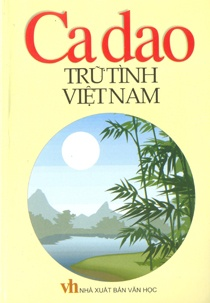 Ca dao
TRỮ TÌNH
VIỆT NAM
vh NHÀ XUẤT BẢN VĂN HỌC